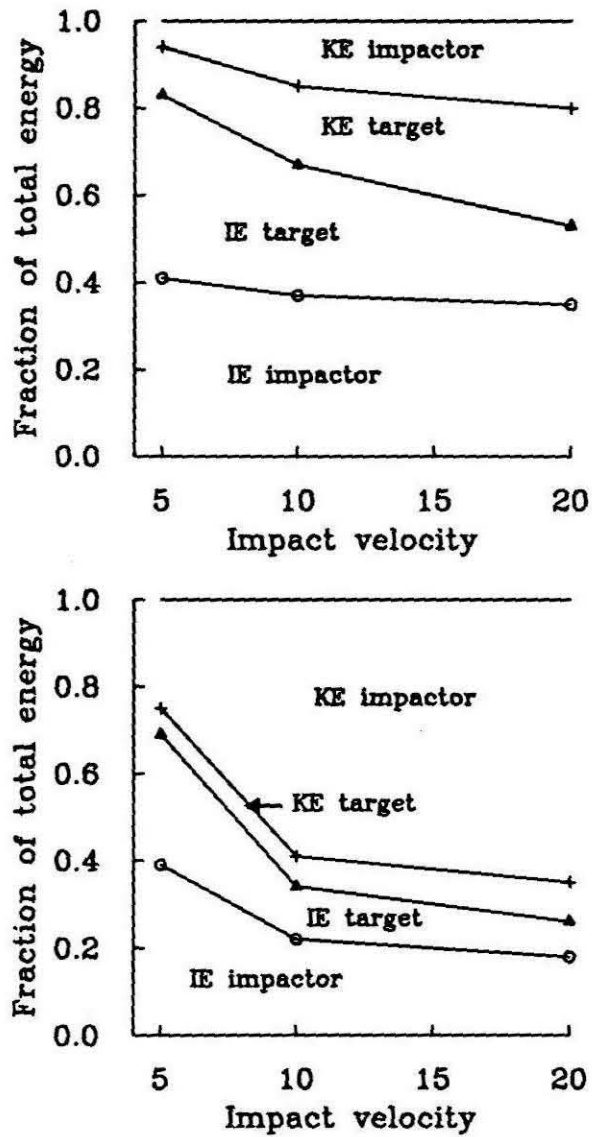 1.0
KE impactor
KE target
0.8
0.6
IE target
0.4
IE impactor
0.2
0.0
Fraction of total energy
5 10 15 20
Impact velocity
1.0
KE impactor
0.8
0.6
KE target
0.4
IE target
0.2
IE impactor
0.0
Fraction of total energy
5 10 15 20
Impact velocity